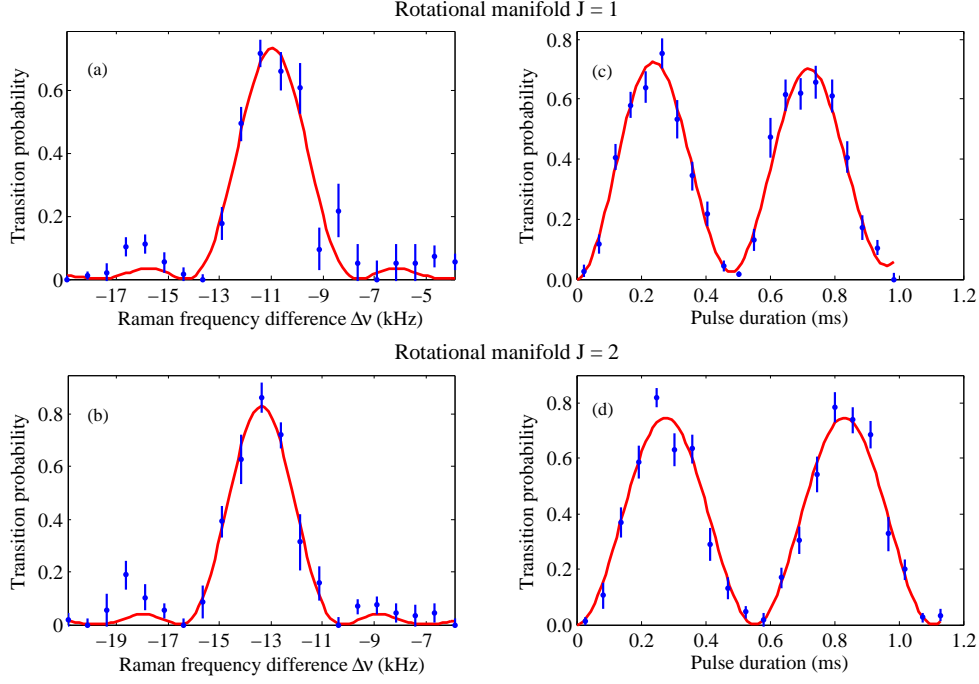 Rotational manifold J = 1
(a)
Transition probability
0
0.2
0.4
0.6
−17 −15 −13 −11 −9 −7 −5
Raman frequency difference Δν (kHz)
(c)
Transition probability
0
0.2
0.4
0.6
0.8
0 0.2 0.4 0.6 0.8 1.0 1.2
Pulse duration (ms)
Rotational manifold J = 2
(b)
Transition probability
0
0.2
0.4
0.6
0.8
−19 −17 −15 −13 −11 −9 −7
Raman frequency difference Δν (kHz)
(d)
Transition probability
0
0.2
0.4
0.6
0.8
0 0.2 0.4 0.6 0.8 1.0 1.2
Pulse duration (ms)